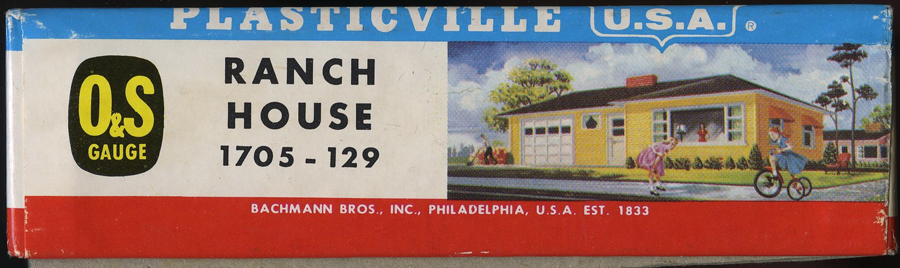 PLASTICVILLE U.S.A. ®
O&S
GAUGE
RANCH
HOUSE
1705 - 129
BACHMANN BROS., INC., PHILADELPHIA, U.S.A. EST. 1833